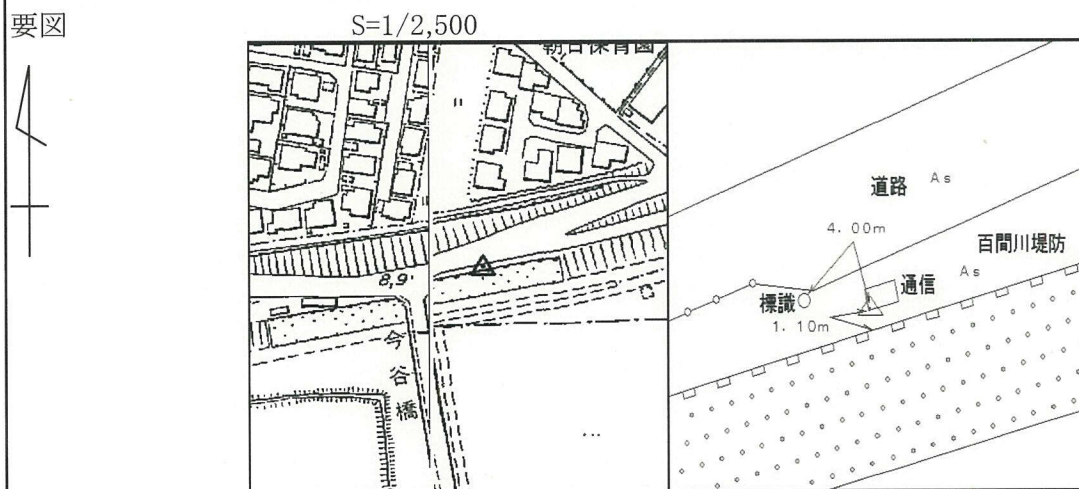 要図
S=1/2,500
朝日保育園
8,9
今谷橋
道路 As
4.00m
百間川堤防
As
通信
標識
1.10m